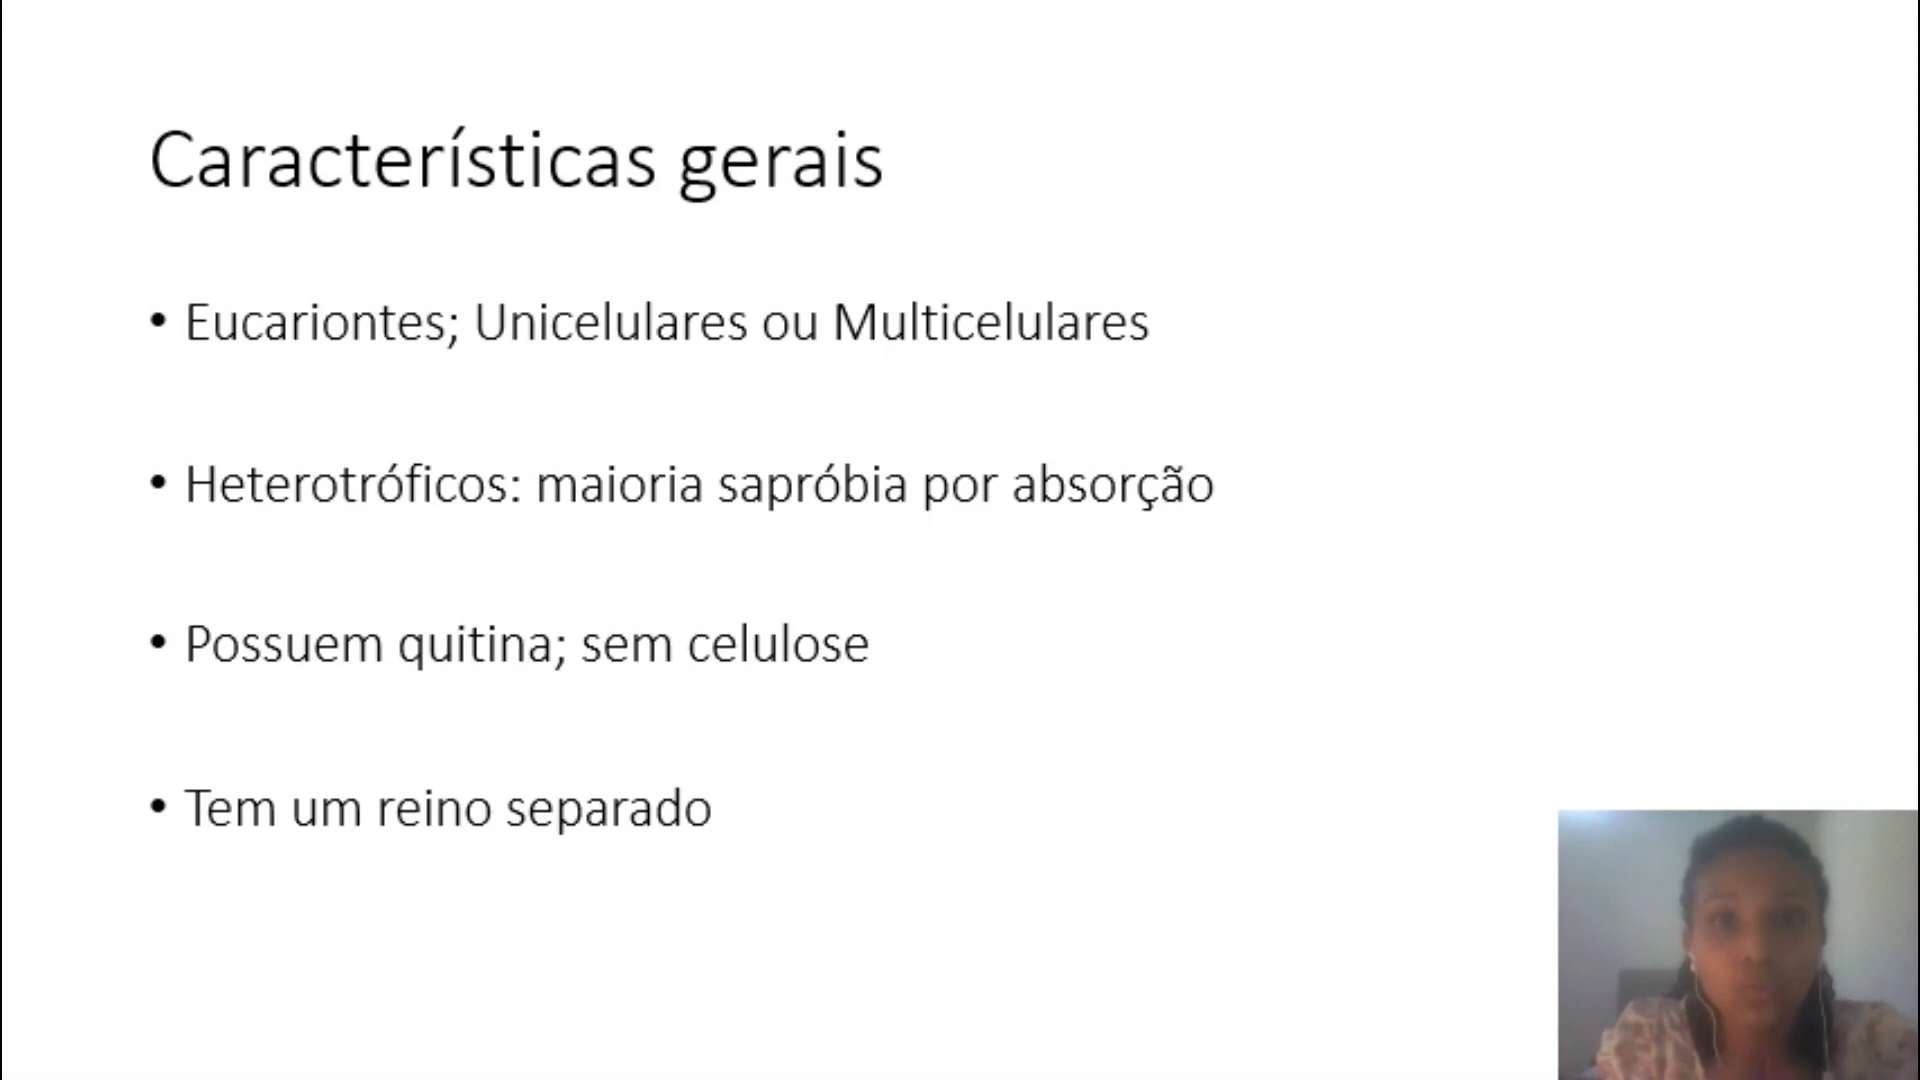 Características gerais
• Eucariontes; Unicelulares ou Multicelulares
• Heterotróficos: maioria sapróbia por absorção
• Possuem quitina; sem celulose
• Tem um reino separado